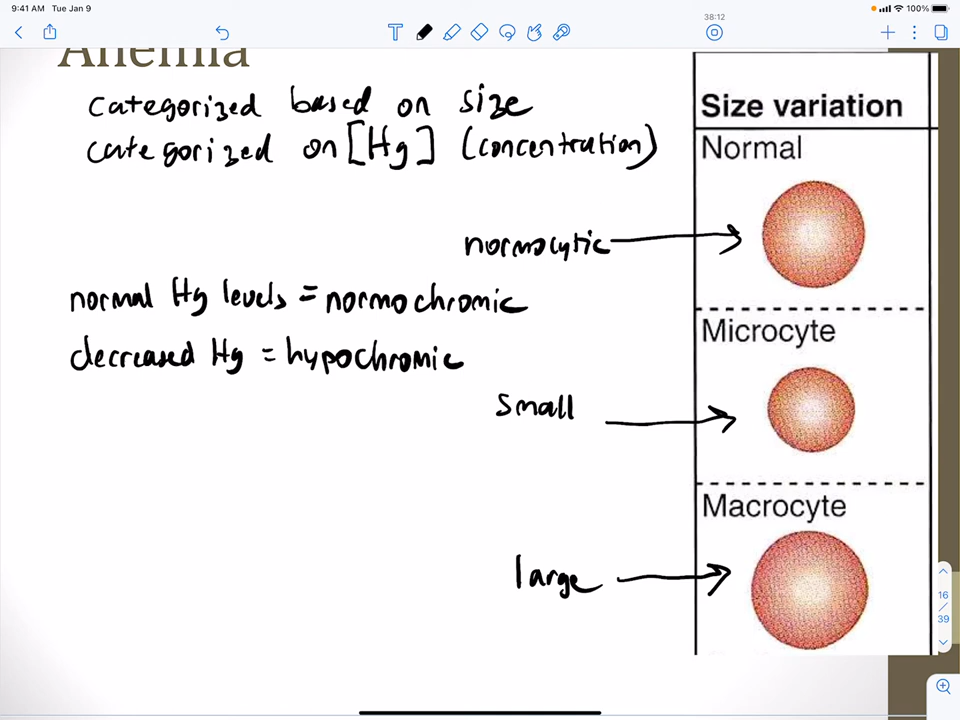 9:41 AM Tue Jan 9
100%
38:12
Anemia
categorized based on size
categorized on [Hg] (concentration)
Size variation
Normal
normocytic
normal Hg levels = normochromic
Microcyte
decreased Hg = hypochromic
small
Macrocyte
large
16
/
39